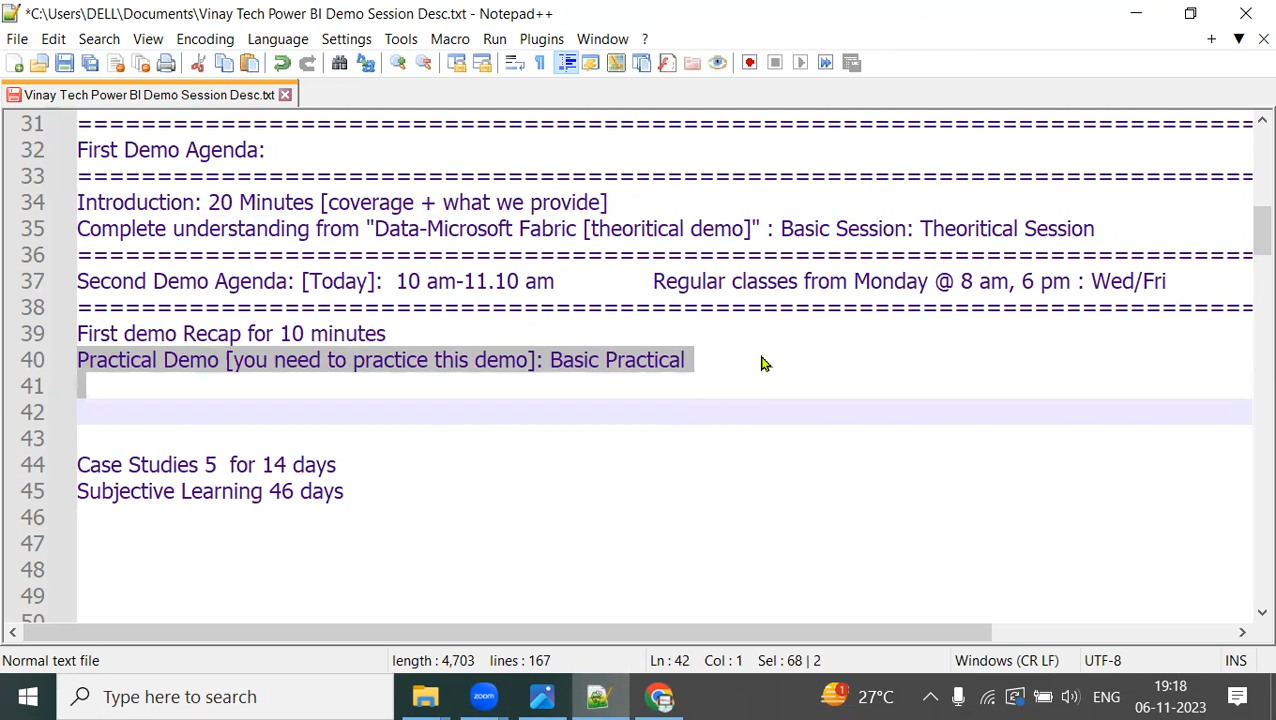 *C:\Users\DELL\Documents\Vinay Tech Power BI Demo Session Desc.txt - Notepad++
File Edit Search View Encoding Language Settings Tools Macro Run Plugins Window ?
Vinay Tech Power BI Demo Session Desc.txt
31 ================================================================================
32 First Demo Agenda:
33 ================================================================================
34 Introduction: 20 Minutes [coverage + what we provide]
35 Complete understanding from "Data-Microsoft Fabric [theoritical demo]" : Basic Session: Theoritical Session
36 ================================================================================
37 Second Demo Agenda: [Today]:  10 am-11.10 am Regular classes from Monday @ 8 am, 6 pm : Wed/Fri
38 ================================================================================
39 First demo Recap for 10 minutes
40 Practical Demo [you need to practice this demo]: Basic Practical
41
42
43
44 Case Studies 5  for 14 days
45 Subjective Learning 46 days
46
47
48
49
50
Normal text file length : 4,703 lines : 167 Ln : 42 Col : 1 Sel : 68 | 2 Windows (CR LF) UTF-8 INS
Type here to search zoom 1 27°C ENG 19:18
06-11-2023